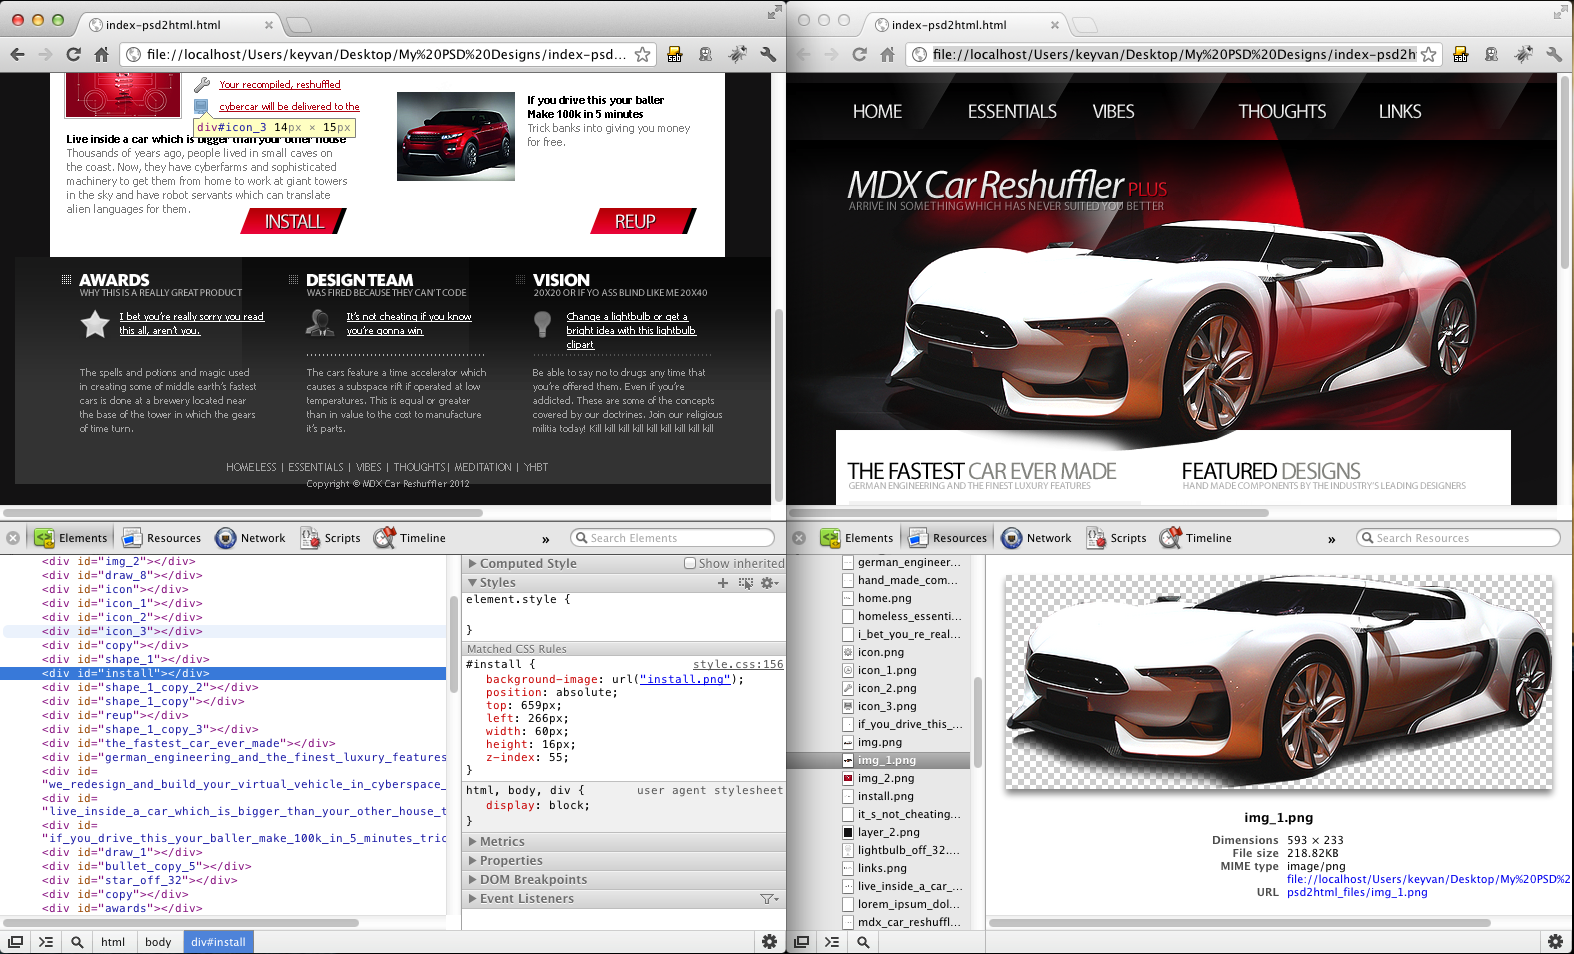 index-psd2html.html
file://localhost/Users/keyvan/Desktop/My%20PSD%20Designs/index-psd...
Your recompiled, reshuffled
cybercar will be delivered to the
div#icon_3 14px × 15px
Live inside a car which is bigger than your other house
Thousands of years ago, people lived in small caves on
the coast. Now, they have cyberfarms and sophisticated
machinery to get them from home to work at giant towers
in the sky and have robot servants which can translate
alien languages for them.
INSTALL
If you drive this your baller
Make 100k in 5 minutes
Trick banks into giving you money
for free.
REUP
AWARDS
WHY THIS IS A REALLY GREAT PRODUCT
I bet you're really sorry you read
this all, aren't you.
The spells and potions and magic used
in creating some of middle earth's fastest
cars is done at a brewery located near
the base of the tower in which the gears
of time turn.
DESIGN TEAM
WAS FIRED BECAUSE THEY CAN'T CODE
It's not cheating if you know
you're gonna win
The cars feature a time accelerator which
causes a subspace rift if operated at low
temperatures. This is equal or greater
than in value to the cost to manufacture
it's parts.
VISION
20X20 OR IF YO ASS BLIND LIKE ME 20X40
Change a lightbulb or get a
bright idea with this lightbulb
clipart
Be able to say no to drugs any time that
you're offered them. Even if you're
addicted. These are some of the concepts
covered by our doctrines. Join our religious
militia today! Kill kill kill kill kill kill kill kill kill
HOMELESS | ESSENTIALS | VIBES | THOUGHTS | MEDITATION | YHBT
Copyright © MDX Car Reshuffler 2012
Elements Resources Network Scripts Timeline »
Search Elements
<div id="img_2"></div>
<div id="draw_8"></div>
<div id="icon"></div>
<div id="icon_1"></div>
<div id="icon_2"></div>
<div id="icon_3"></div>
<div id="copy"></div>
<div id="shape_1"></div>
<div id="install"></div>
<div id="shape_1_copy_2"></div>
<div id="shape_1_copy"></div>
<div id="reup"></div>
<div id="shape_1_copy_3"></div>
<div id="the_fastest_car_ever_made"></div>
<div id="german_engineering_and_the_finest_luxury_features
<div id=
"we_redesign_and_build_your_virtual_vehicle_in_cyberspace_
<div id=
"live_inside_a_car_which_is_bigger_than_your_other_house_t
<div id=
"if_you_drive_this_your_baller_make_100k_in_5_minutes_tric
<div id="draw_1"></div>
<div id="bullet_copy_5"></div>
<div id="star_off_32"></div>
<div id="copy"></div>
<div id="awards"></div>
html body div#install
Computed Style Show inherited
Styles
element.style {
}
Matched CSS Rules
#install { style.css:156
background-image: url("install.png");
position: absolute;
top: 659px;
left: 266px;
width: 60px;
height: 16px;
z-index: 55;
}
html, body, div { user agent stylesheet
display: block;
}
Metrics
Properties
DOM Breakpoints
Event Listeners
index-psd2html.html
file://localhost/Users/keyvan/Desktop/My%20PSD%20Designs/index-psd2h
HOME ESSENTIALS VIBES THOUGHTS LINKS
MDX Car Reshuffler PLUS
ARRIVE IN SOMETHING WHICH HAS NEVER SUITED YOU BETTER
THE FASTEST CAR EVER MADE
GERMAN ENGINEERING AND THE FINEST LUXURY FEATURES
FEATURED DESIGNS
HAND MADE COMPONENTS BY THE INDUSTRY'S LEADING DESIGNERS
Elements Resources Network Scripts Timeline »
Search Resources
german_engineer...
hand_made_com...
home.png
homeless_essenti...
i_bet_you_re_real...
icon.png
icon_1.png
icon_2.png
icon_3.png
if_you_drive_this_...
img.png
img_1.png
img_2.png
install.png
it_s_not_cheating...
layer_2.png
lightbulb_off_32....
links.png
live_inside_a_car_...
lorem_ipsum_dol...
mdx_car_reshuffl...
img_1.png
Dimensions 593 × 233
File size 218.82KB
MIME type image/png
file://localhost/Users/keyvan/Desktop/My%20PSD%2
URL psd2html_files/img_1.png